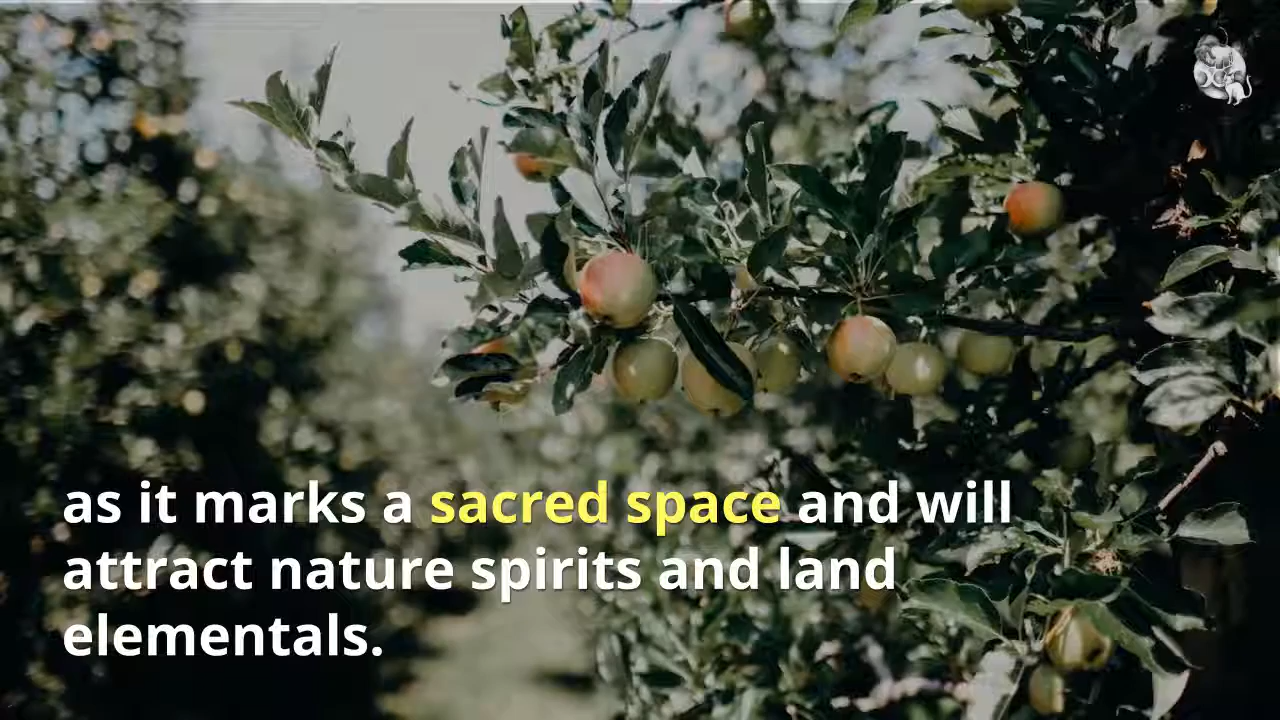 as it marks a sacred space and will
attract nature spirits and land
elementals.